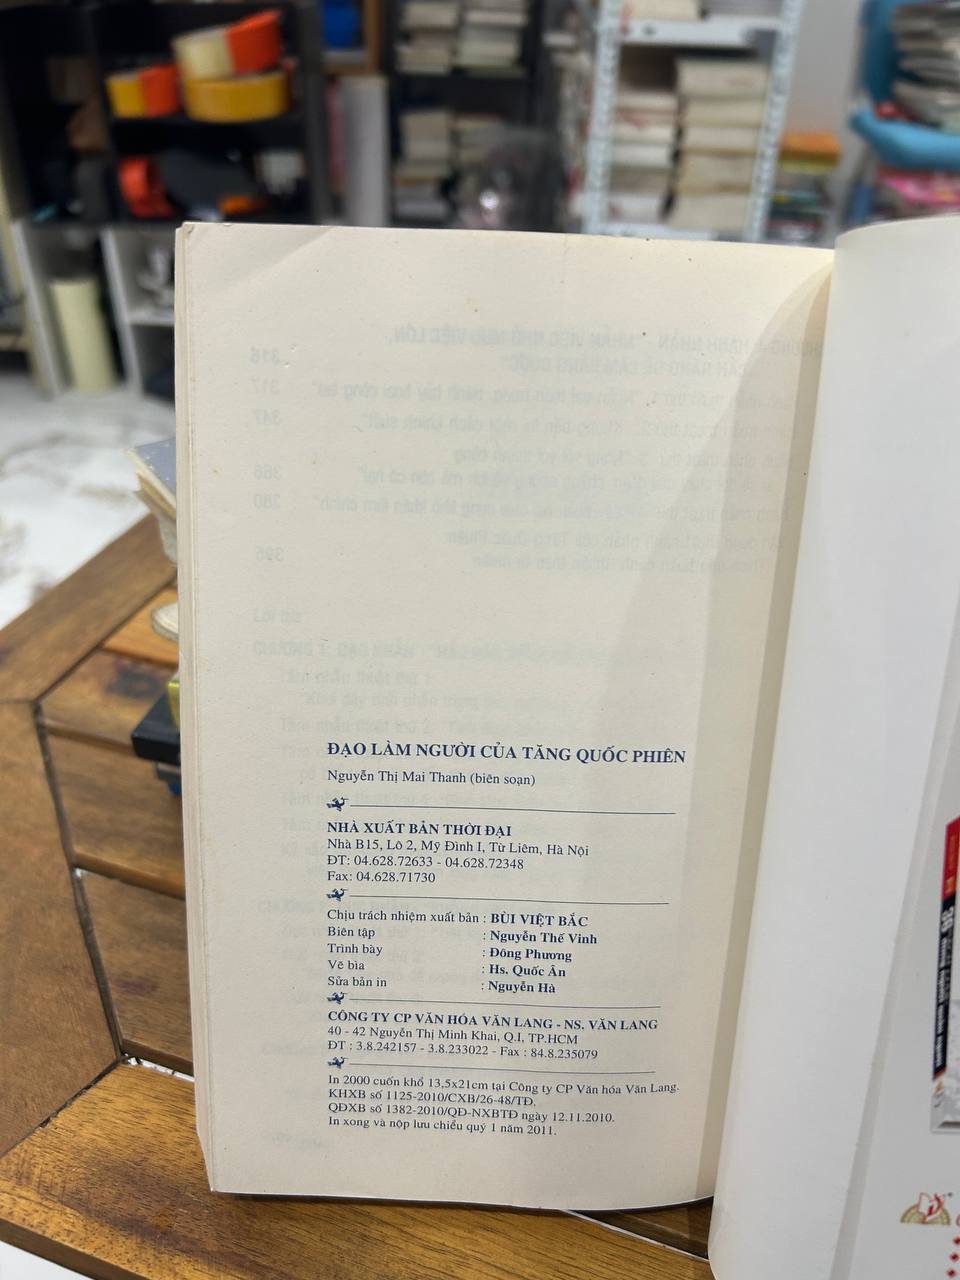 ĐẠO LÀM NGƯỜI CỦA TĂNG QUỐC PHIÊN
Nguyễn Thị Mai Thanh (biên soạn)
NHÀ XUẤT BẢN THỜI ĐẠI
Nhà B15, Lô 2, Mỹ Đình I, Từ Liêm, Hà Nội
ĐT: 04.628.72633 - 04.628.72348
Fax: 04.628.71730
Chịu trách nhiệm xuất bản : BÙI VIỆT BẮC
Biên tập : Nguyễn Thế Vinh
Trình bày : Đông Phương
Vẽ bìa : Hs. Quốc Ân
Sửa bản in : Nguyễn Hà
CÔNG TY CP VĂN HÓA VĂN LANG - NS. VĂN LANG
40 - 42 Nguyễn Thị Minh Khai, Q.I, TP.HCM
ĐT : 3.8.242157 - 3.8.233022 - Fax : 84.8.235079
In 2000 cuốn khổ 13,5x21cm tại Công ty CP Văn hóa Văn Lang.
KHXB số 1125-2010/CXB/26-48/TĐ.
QĐXB số 1382-2010/QĐ-NXBTĐ ngày 12.11.2010.
In xong và nộp lưu chiểu quý 1 năm 2011.